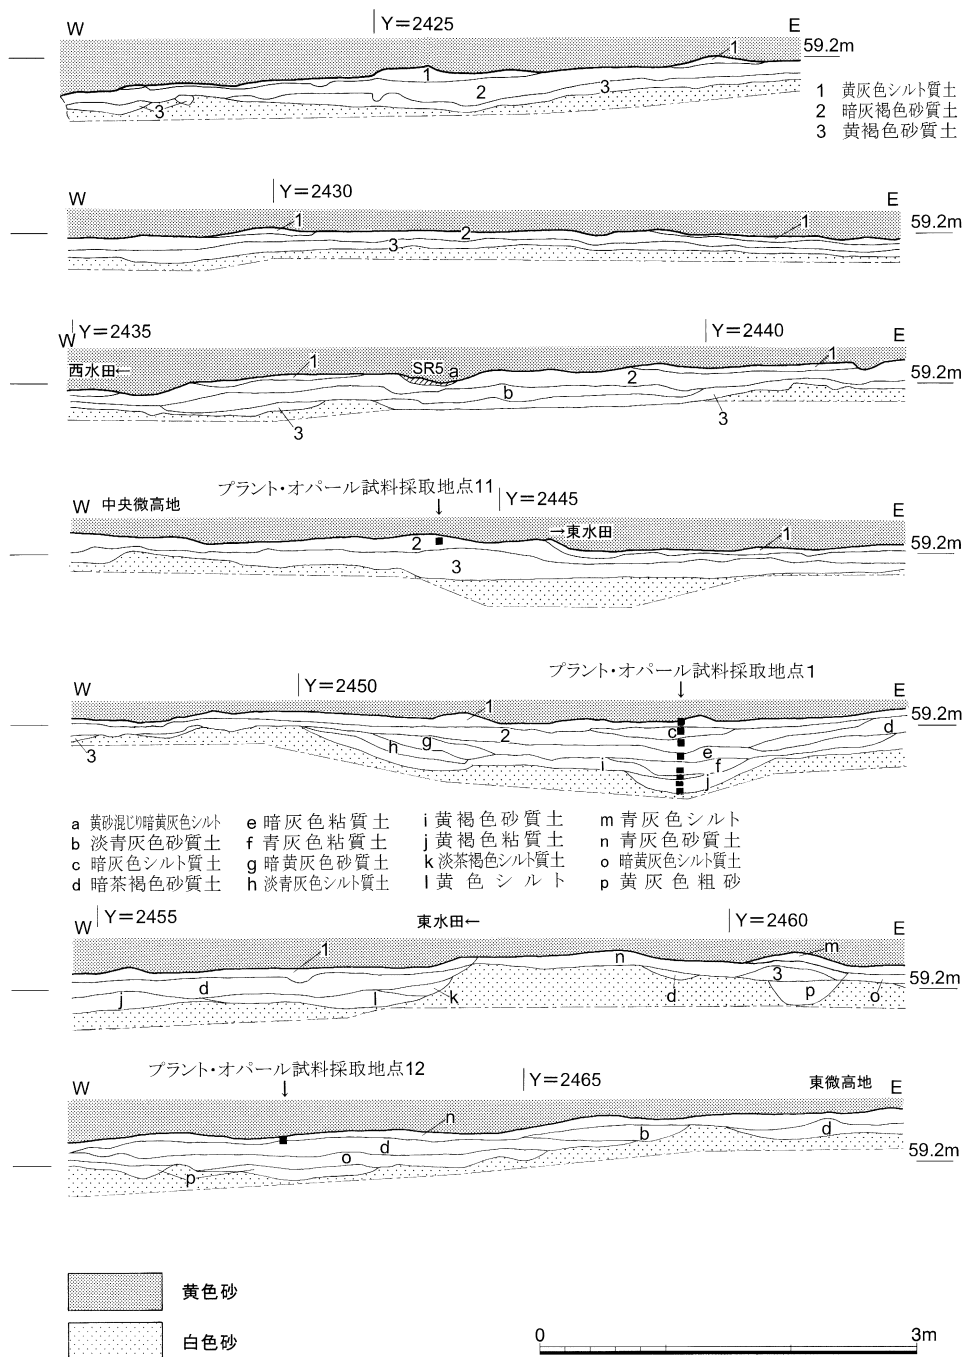 W Y=2425 E
1 59.2m
1
2 3
3
1 黄灰色シルト質土
2 暗灰褐色砂質土
3 黄褐色砂質土
W Y=2430 E
1 2 1 59.2m
3
W Y=2435 Y=2440 E
西水田← 1 SR5 a 2 1 59.2m
b
3 3
プラント・オパール試料採取地点11
W 中央微高地 Y=2445 E
2 →東水田 1 59.2m
3
プラント・オパール試料採取地点1
W Y=2450 E
1 2 c d 59.2m
3 h g i e f j
a 黄砂混じり暗黄灰色シルト
b 淡青灰色砂質土
c 暗灰色シルト質土
d 暗茶褐色砂質土
e 暗灰色粘質土
f 青灰色粘質土
g 暗黄灰色砂質土
h 淡青灰色シルト質土
i 黄褐色砂質土
j 黄褐色粘質土
k 淡茶褐色シルト質土
l 黄色シルト
m 青灰色シルト
n 青灰色砂質土
o 暗黄灰色シルト質土
p 黄灰色粗砂
W Y=2455 東水田← Y=2460 E
1 n m
j d l k d 3 p o 59.2m
プラント・オパール試料採取地点12
W Y=2465 東微高地 E
n d b d
o 59.2m
p
黄色砂
白色砂
0 3m